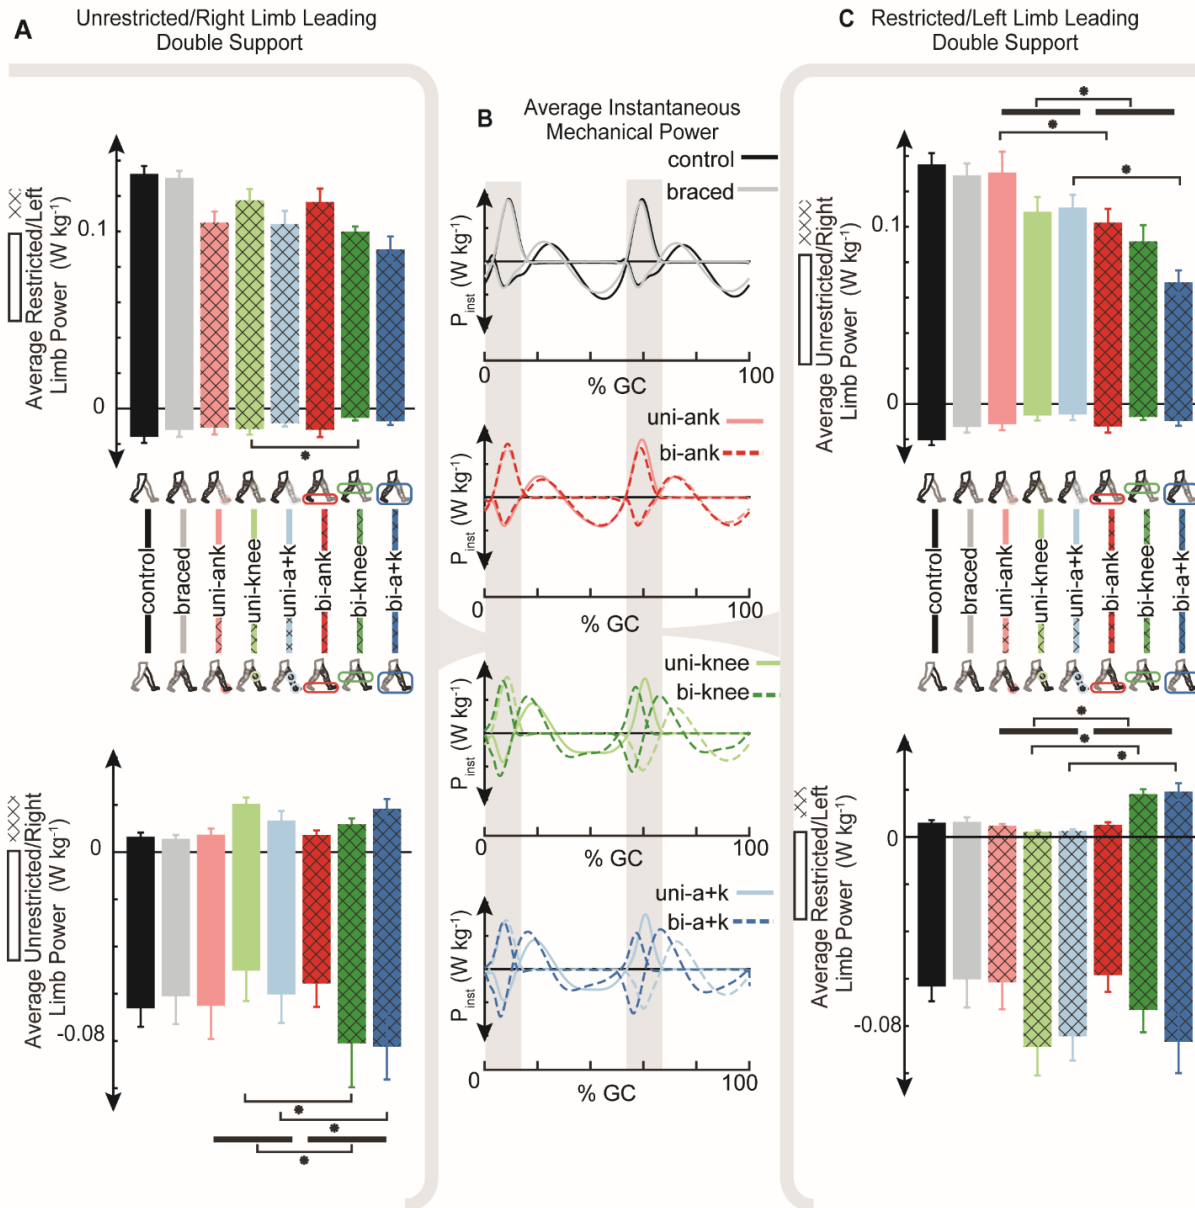 A
Unrestricted/Right Limb Leading
Double Support
Average Restricted/Left
Limb Power (W kg-1)
0.1
0
*
control
braced
uni-ank
uni-knee
uni-a+k
bi-ank
bi-knee
bi-a+k
Average Unrestricted/Right
Limb Power (W kg-1)
0
-0.08
*
*
*
B
Average Instantaneous
Mechanical Power
control
braced
Pinst (W kg-1)
0
100
% GC
uni-ank
bi-ank
Pinst (W kg-1)
0
100
% GC
uni-knee
bi-knee
Pinst (W kg-1)
0
100
% GC
uni-a+k
bi-a+k
Pinst (W kg-1)
0
100
% GC
C
Restricted/Left Limb Leading
Double Support
*
*
*
Average Unrestricted/Right
Limb Power (W kg-1)
0.1
0
control
braced
uni-ank
uni-knee
uni-a+k
bi-ank
bi-knee
bi-a+k
*
*
*
Average Restricted/Left
Limb Power (W kg-1)
0
-0.08